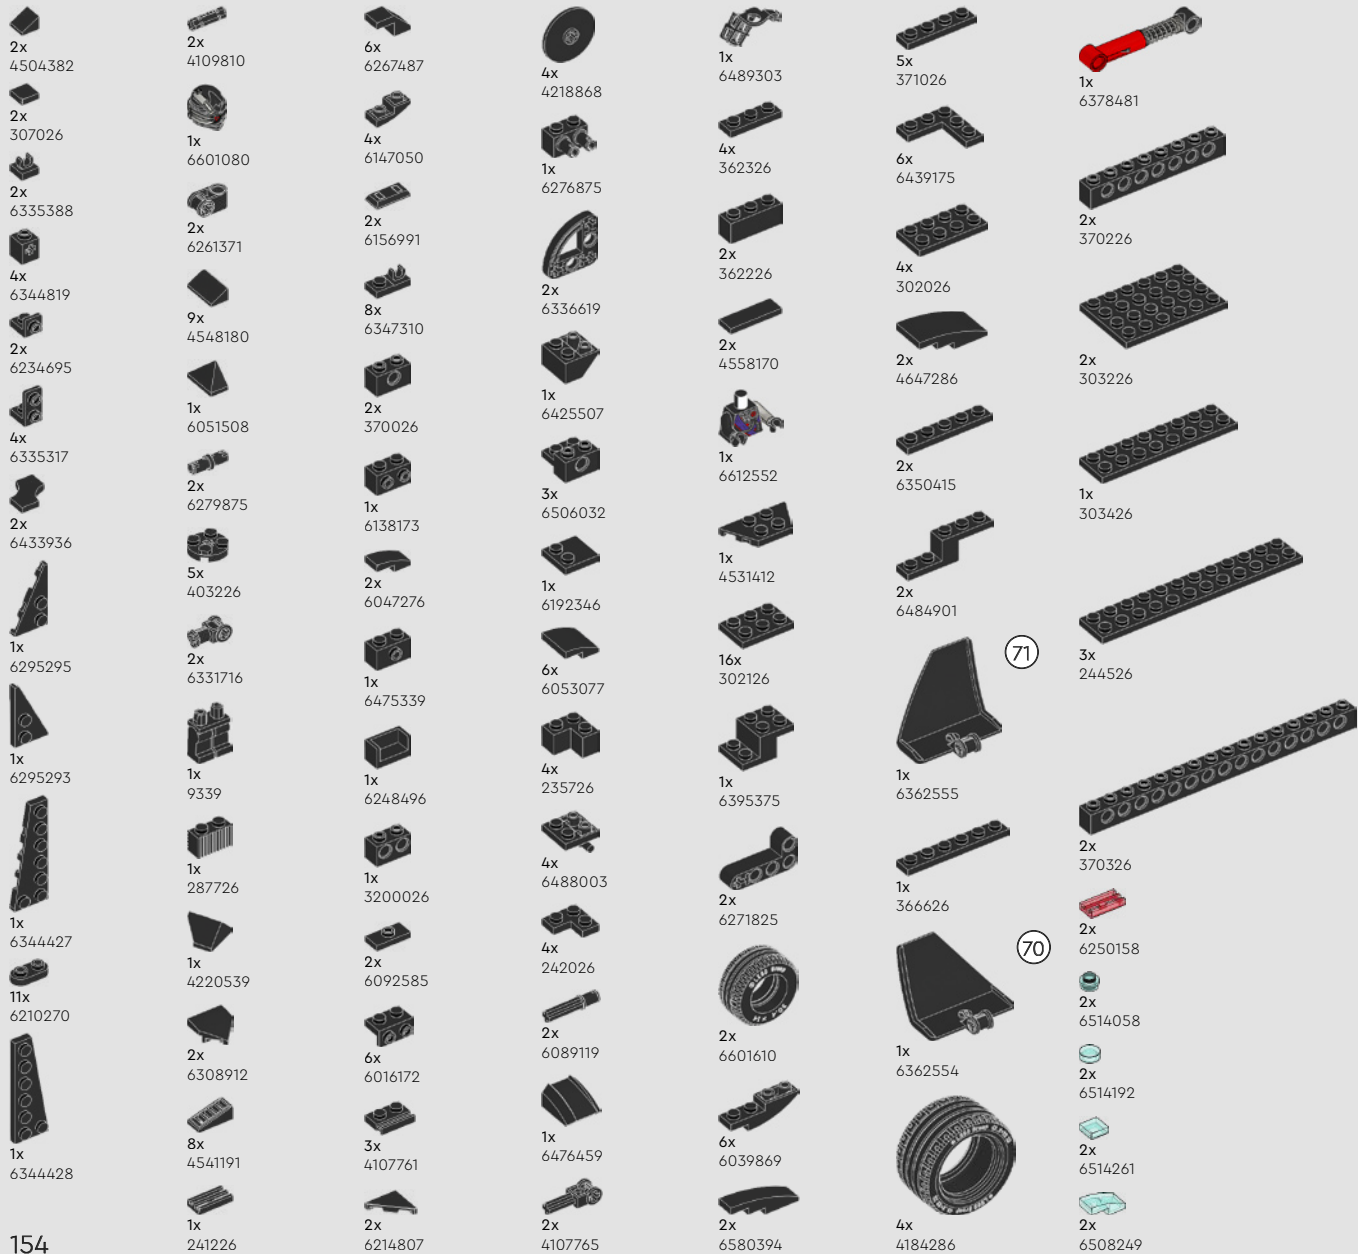 2x
4504382
2x
307026
2x
6335388
4x
6344819
2x
6234695
4x
6335317
2x
6433936
1x
6295295
1x
6295293
1x
6344427
11x
6210270
1x
6344428
154
2x
4109810
1x
6601080
2x
6261371
9x
4548180
1x
6051508
2x
6279875
5x
403226
2x
6331716
1x
9339
1x
287726
1x
4220539
2x
6308912
8x
4541191
1x
241226
6x
6267487
4x
6147050
2x
6156991
8x
6347310
2x
370026
1x
6138173
2x
6047276
1x
6475339
1x
6248496
1x
3200026
2x
6092585
6x
6016172
3x
4107761
2x
6214807
4x
4218868
1x
6276875
2x
6336619
1x
6425507
3x
6506032
1x
6192346
6x
6053077
4x
235726
4x
6488003
4x
242026
2x
6089119
1x
6476459
2x
4107765
1x
6489303
4x
362326
2x
362226
2x
4558170
1x
6612552
1x
4531412
16x
302126
1x
6395375
2x
6271825
2x
6601610
6x
6039869
2x
6580394
5x
371026
6x
6439175
4x
302026
2x
4647286
2x
6350415
2x
6484901
71
1x
6362555
1x
366626
70
1x
6362554
4x
4184286
1x
6378481
2x
370226
2x
303226
1x
303426
3x
244526
2x
370326
2x
6250158
2x
6514058
2x
6514192
2x
6514261
2x
6508249